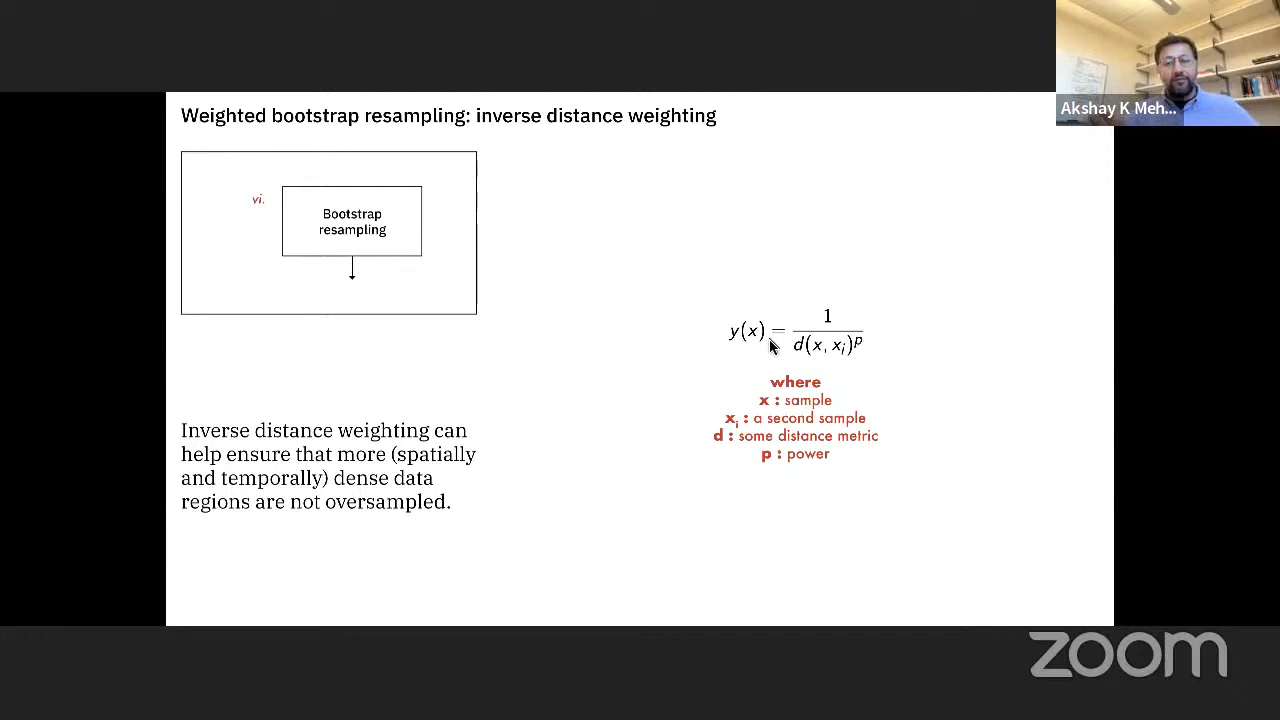 Akshay K Meh...
Weighted bootstrap resampling: inverse distance weighting
vi.
Bootstrap
resampling
y(x) = 1 / d(x, xᵢ)ᵖ
where
x : sample
xᵢ : a second sample
d : some distance metric
p : power
Inverse distance weighting can
help ensure that more (spatially
and temporally) dense data
regions are not oversampled.
zoom